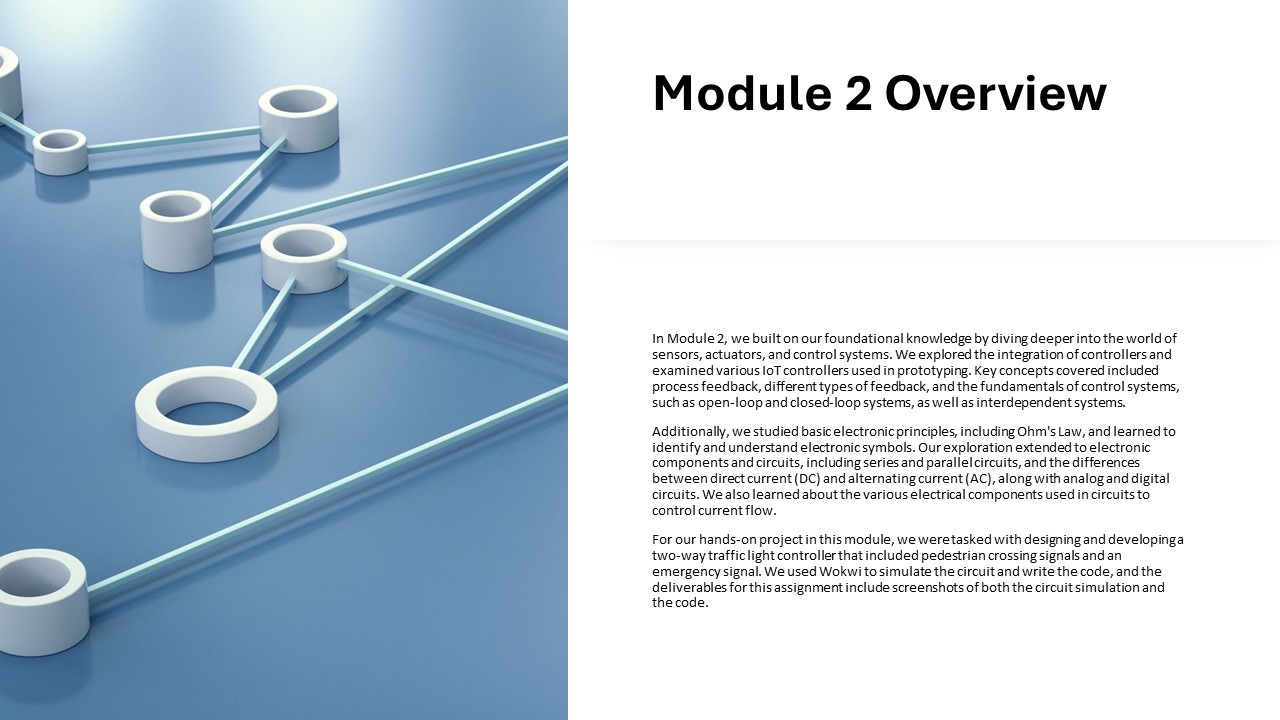 Module 2 Overview
In Module 2, we built on our foundational knowledge by diving deeper into the world of
sensors, actuators, and control systems. We explored the integration of controllers and
examined various IoT controllers used in prototyping. Key concepts covered included
process feedback, different types of feedback, and the fundamentals of control systems,
such as open-loop and closed-loop systems, as well as interdependent systems.
Additionally, we studied basic electronic principles, including Ohm's Law, and learned to
identify and understand electronic symbols. Our exploration extended to electronic
components and circuits, including series and parallel circuits, and the differences
between direct current (DC) and alternating current (AC), along with analog and digital
circuits. We also learned about the various electrical components used in circuits to
control current flow.
For our hands-on project in this module, we were tasked with designing and developing a
two-way traffic light controller that included pedestrian crossing signals and an
emergency signal. We used Wokwi to simulate the circuit and write the code, and the
deliverables for this assignment include screenshots of both the circuit simulation and
the code.